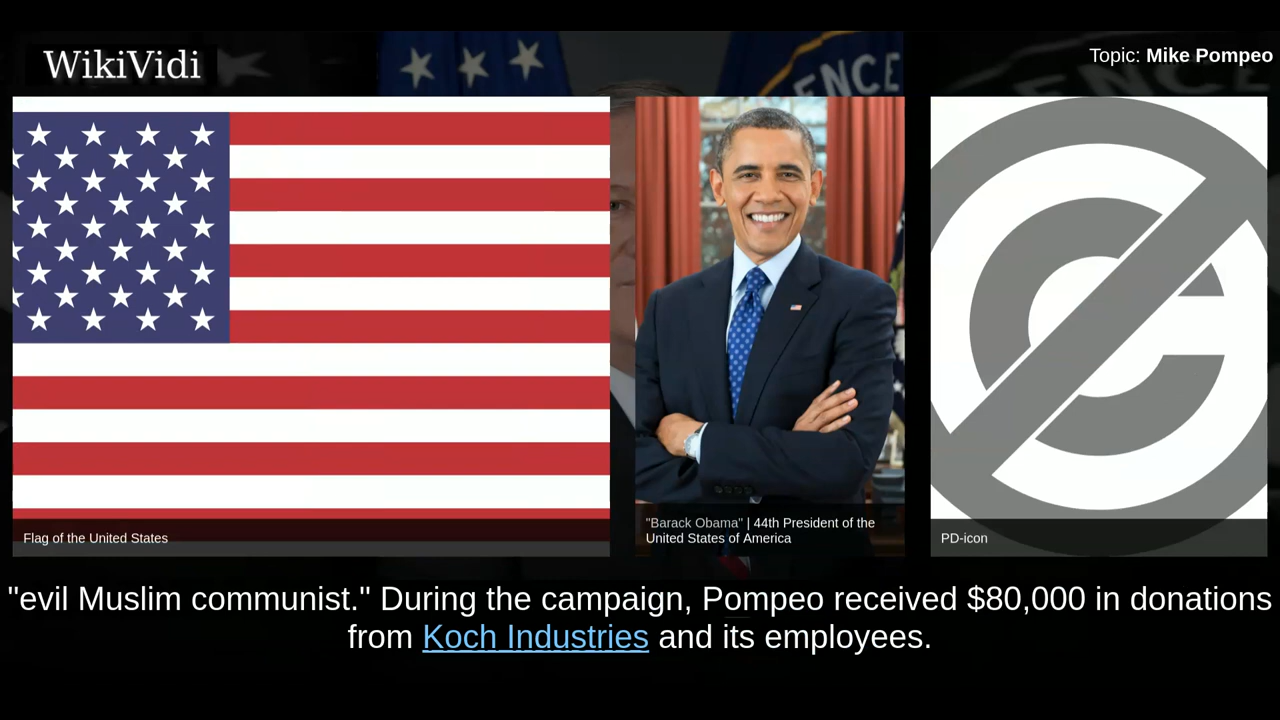 WikiVidi
Topic: Mike Pompeo
ENCE
ENCE
Flag of the United States
"Barack Obama" | 44th President of the
United States of America
PD-icon
"evil Muslim communist." During the campaign, Pompeo received $80,000 in donations
from Koch Industries and its employees.